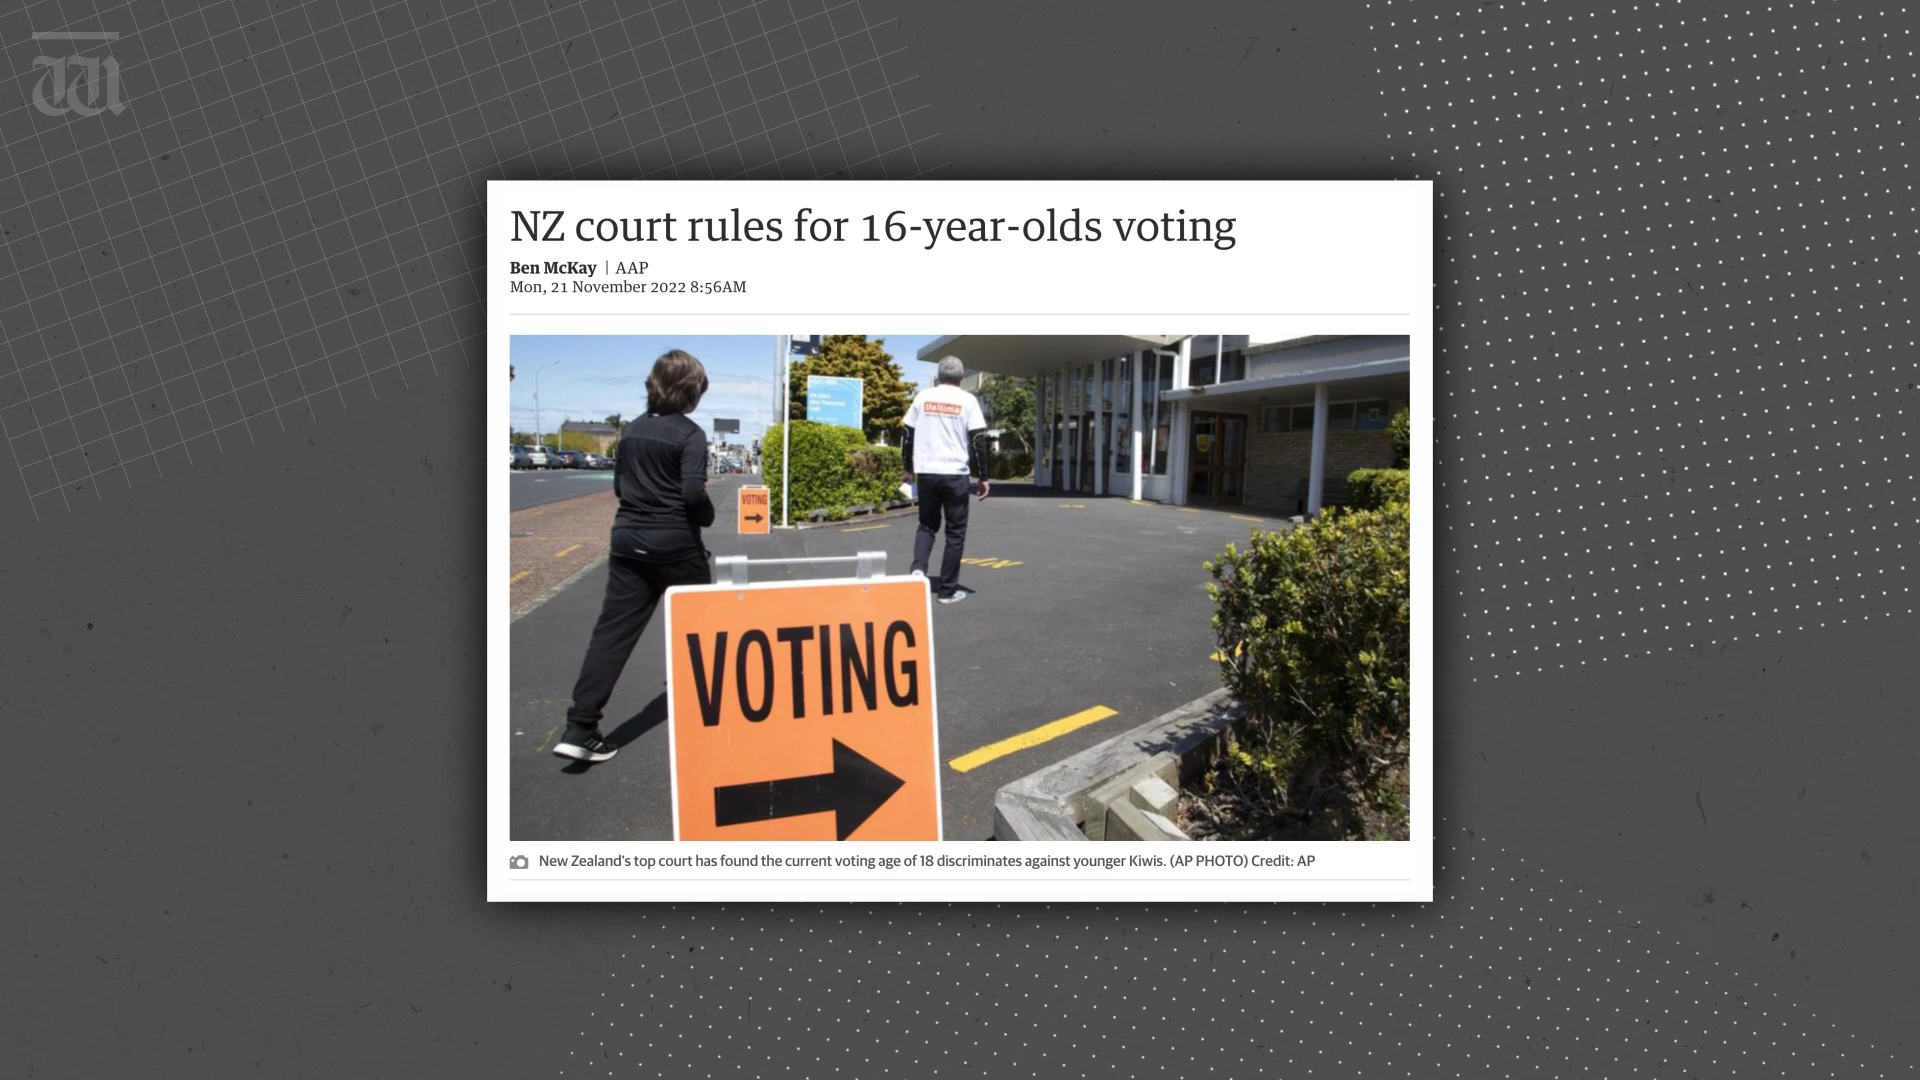 NZ court rules for 16-year-olds voting
Ben McKay | AAP
Mon, 21 November 2022 8:56AM
Vailima
VOTING
VOTING
New Zealand's top court has found the current voting age of 18 discriminates against younger Kiwis. (AP PHOTO) Credit: AP